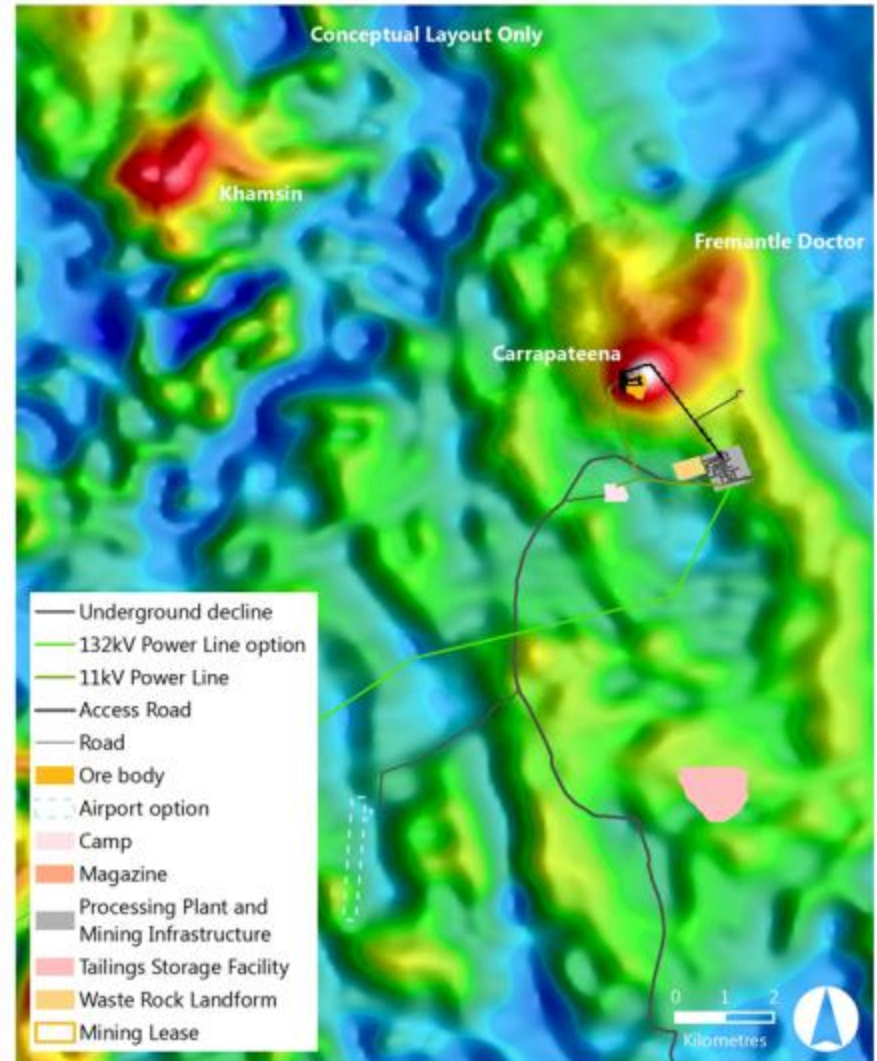 Conceptual Layout Only
Khamsin
Fremantle Doctor
Carrapateena
Underground decline
132kV Power Line option
11kV Power Line
Access Road
Road
Ore body
Airport option
Camp
Magazine
Processing Plant and
Mining Infrastructure
Tailings Storage Facility
Waste Rock Landform
Mining Lease
0 1 2
Kilometres